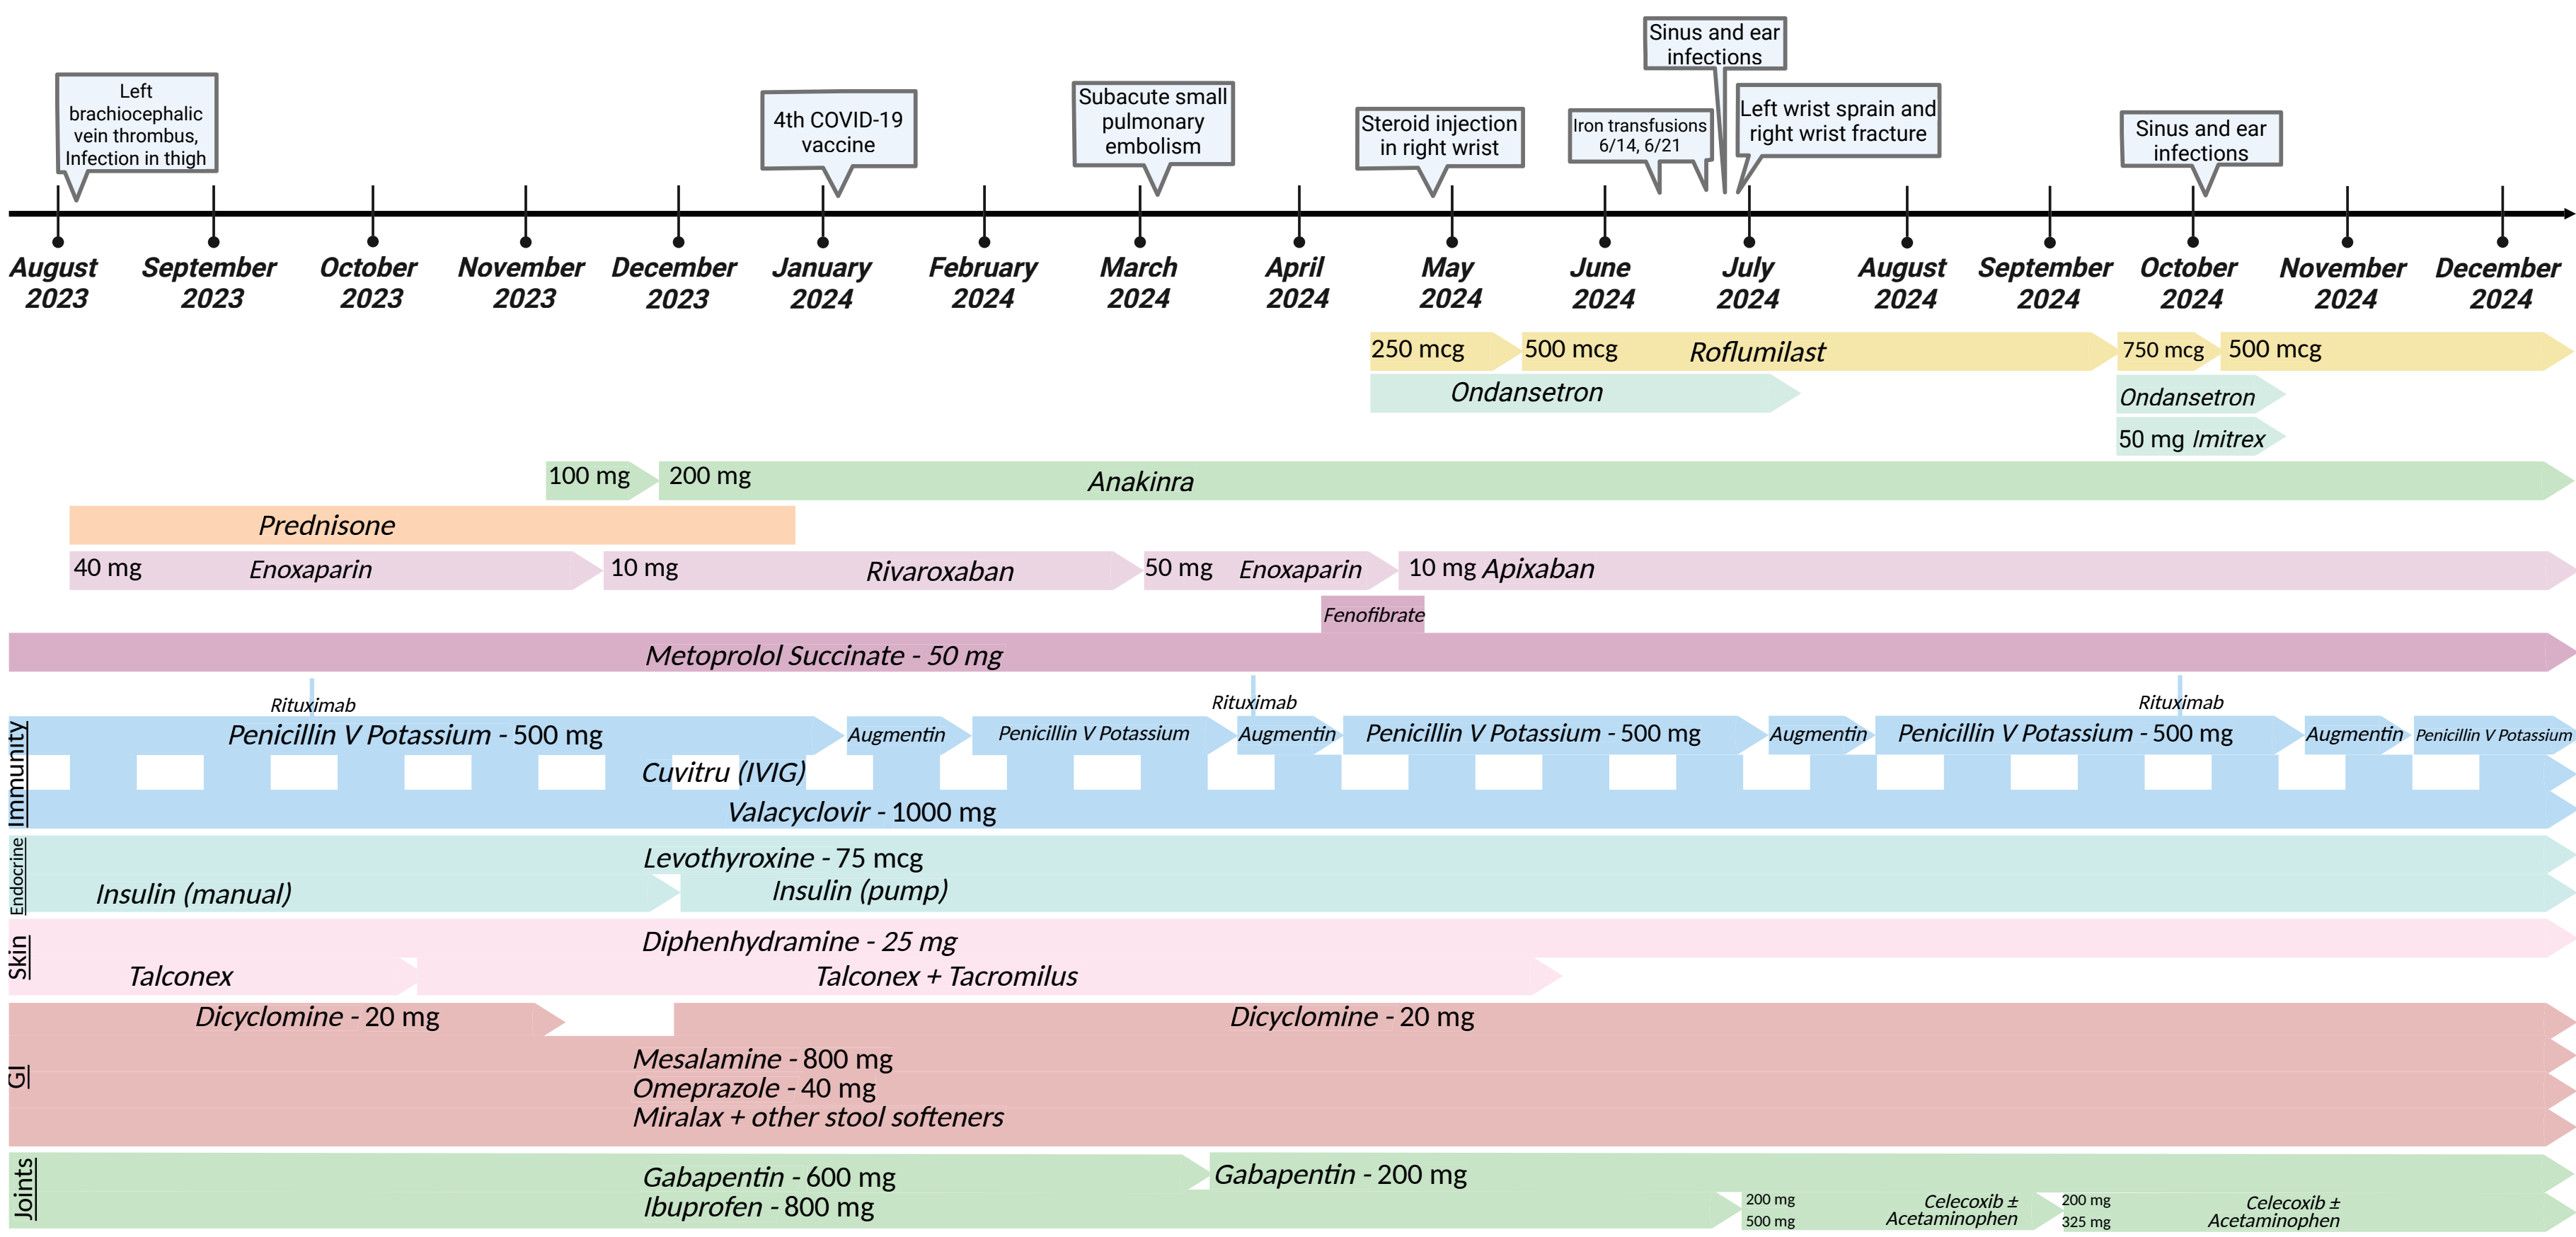 Sinus and ear
infections
Left
brachiocephalic
vein thrombus,
Infection in thigh
4th COVID-19
vaccine
Subacute small
pulmonary
embolism
Steroid injection
in right wrist
Iron transfusions
6/14, 6/21
Left wrist sprain and
right wrist fracture
Sinus and ear
infections
August
2023
September
2023
October
2023
November
2023
December
2023
January
2024
February
2024
March
2024
April
2024
May
2024
June
2024
July
2024
August
2024
September
2024
October
2024
November
2024
December
2024
250 mcg
500 mcg
Roflumilast
750 mcg
500 mcg
Ondansetron
Ondansetron
50 mg Imitrex
100 mg
200 mg
Anakinra
Prednisone
40 mg
Enoxaparin
10 mg
Rivaroxaban
50 mg
Enoxaparin
10 mg Apixaban
Fenofibrate
Metoprolol Succinate - 50 mg
Rituximab
Rituximab
Rituximab
Immunity
Penicillin V Potassium - 500 mg
Augmentin
Penicillin V Potassium
Augmentin
Penicillin V Potassium - 500 mg
Augmentin
Penicillin V Potassium - 500 mg
Augmentin
Penicillin V Potassium
Cuvitru (IVIG)
Valacyclovir - 1000 mg
Endocrine
Levothyroxine - 75 mcg
Insulin (manual)
Insulin (pump)
Skin
Diphenhydramine - 25 mg
Talconex
Talconex + Tacromilus
GI
Dicyclomine - 20 mg
Dicyclomine - 20 mg
Mesalamine - 800 mg
Omeprazole - 40 mg
Miralax + other stool softeners
Joints
Gabapentin - 600 mg
Gabapentin - 200 mg
Ibuprofen - 800 mg
200 mg
500 mg
Celecoxib ±
Acetaminophen
200 mg
325 mg
Celecoxib ±
Acetaminophen